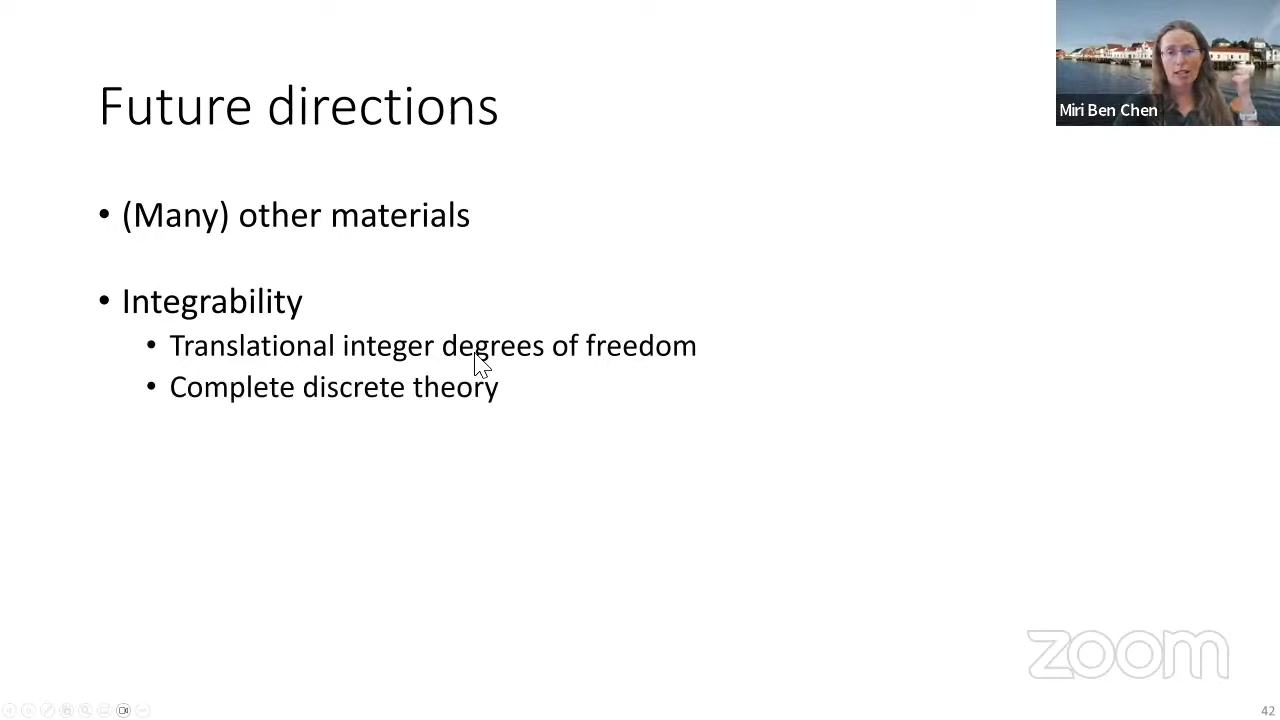 Future directions
Miri Ben Chen
• (Many) other materials
• Integrability
• Translational integer degrees of freedom
• Complete discrete theory
zoom
42